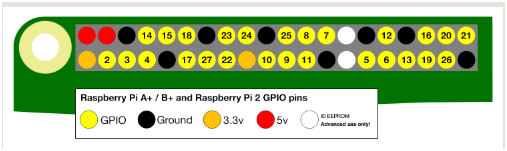 14 15 18 23 24 25 8 7 12 16 20 21
2 3 4 17 27 22 10 9 11 5 6 13 19 26
Raspberry Pi A+ / B+ and Raspberry Pi 2 GPIO pins
GPIO Ground 3.3v 5v ID EEPROM
Advanced use only!